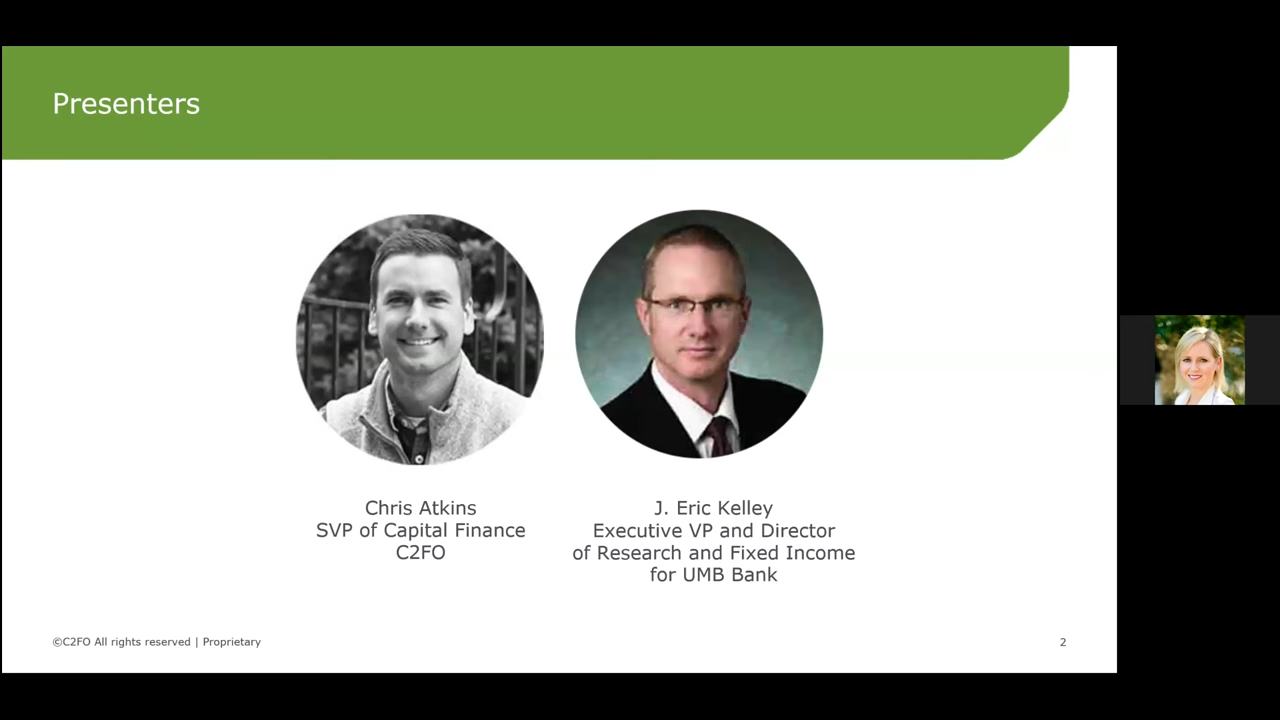 Presenters
Chris Atkins
SVP of Capital Finance
C2FO
J. Eric Kelley
Executive VP and Director
of Research and Fixed Income
for UMB Bank
©C2FO All rights reserved | Proprietary
2